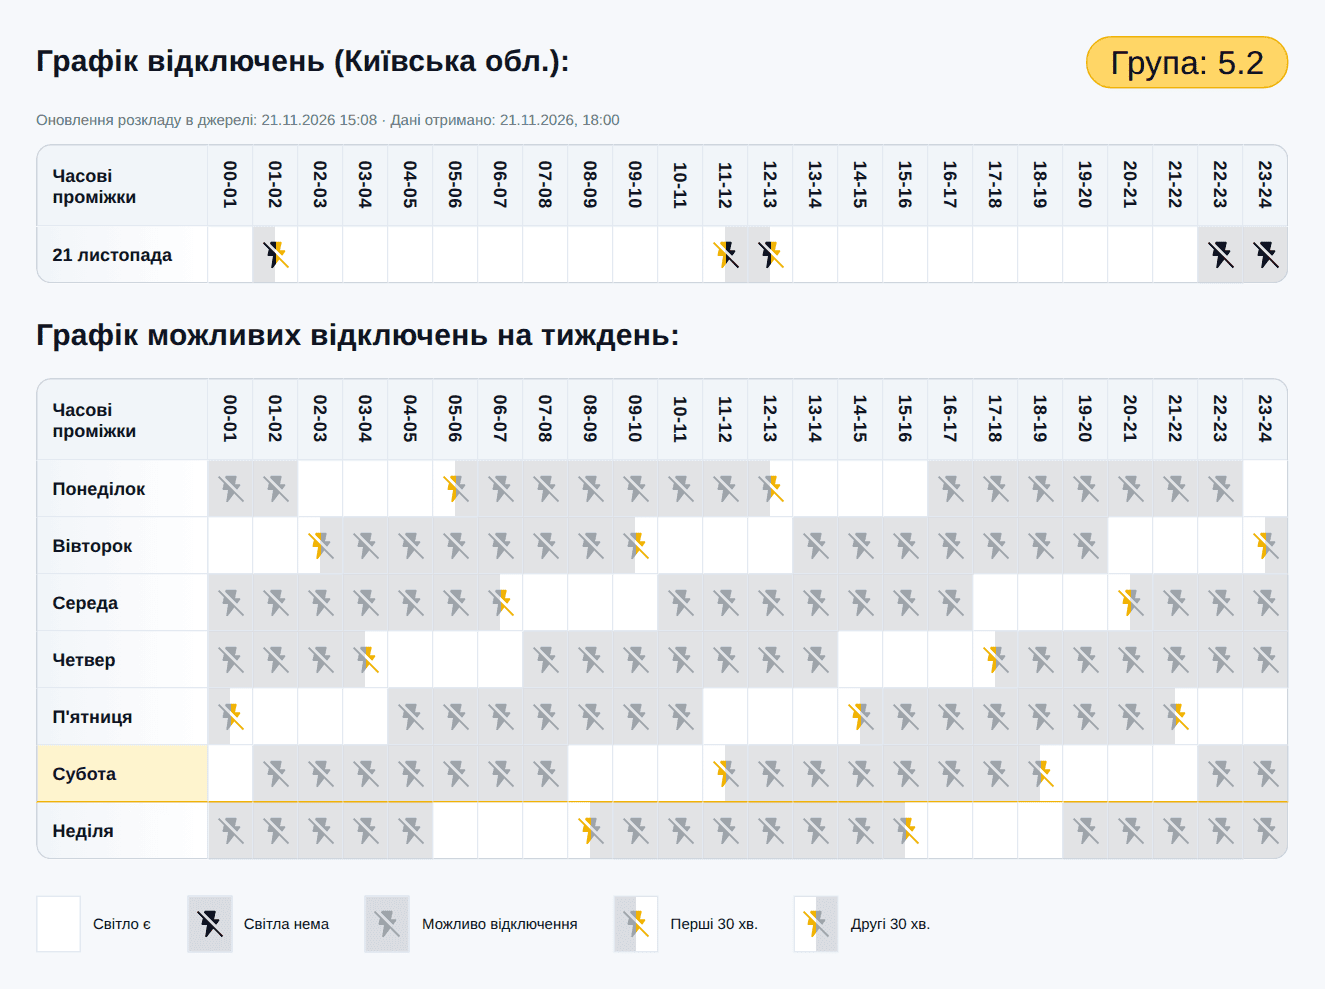 Графік відключень (Київська обл.):
Група: 5.2
Оновлення розкладу в джерелі: 21.11.2026 15:08 · Дані отримано: 21.11.2026, 18:00
Часові проміжки 00-01 01-02 02-03 03-04 04-05 05-06 06-07 07-08 08-09 09-10 10-11 11-12 12-13 13-14 14-15 15-16 16-17 17-18 18-19 19-20 20-21 21-22 22-23 23-24
21 листопада
Графік можливих відключень на тиждень:
Часові проміжки 00-01 01-02 02-03 03-04 04-05 05-06 06-07 07-08 08-09 09-10 10-11 11-12 12-13 13-14 14-15 15-16 16-17 17-18 18-19 19-20 20-21 21-22 22-23 23-24
Понеділок
Вівторок
Середа
Четвер
П'ятниця
Субота
Неділя
Світло є Світла нема Можливо відключення Перші 30 хв. Другі 30 хв.